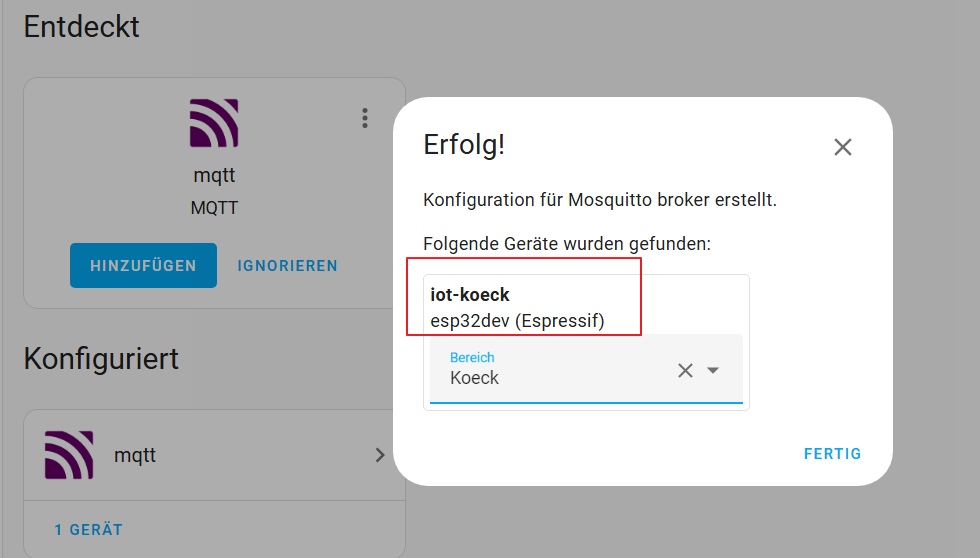 Entdeckt
mqtt
MQTT
HINZUFÜGEN
IGNORIEREN
Konfiguriert
mqtt
1 GERÄT
Erfolg!
Konfiguration für Mosquitto broker erstellt.
Folgende Geräte wurden gefunden:
iot-koeck
esp32dev (Espressif)
Bereich
Koeck
FERTIG